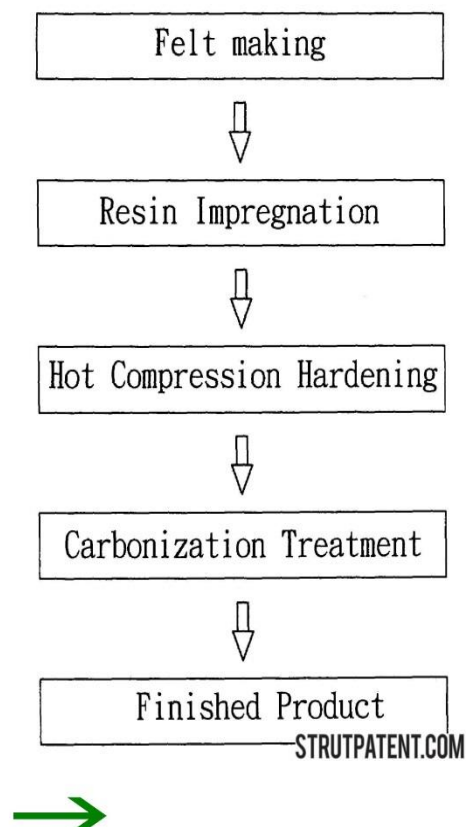 Felt making
Resin Impregnation
Hot Compression Hardening
Carbonization Treatment
Finished Product
STRUTPATENT.COM